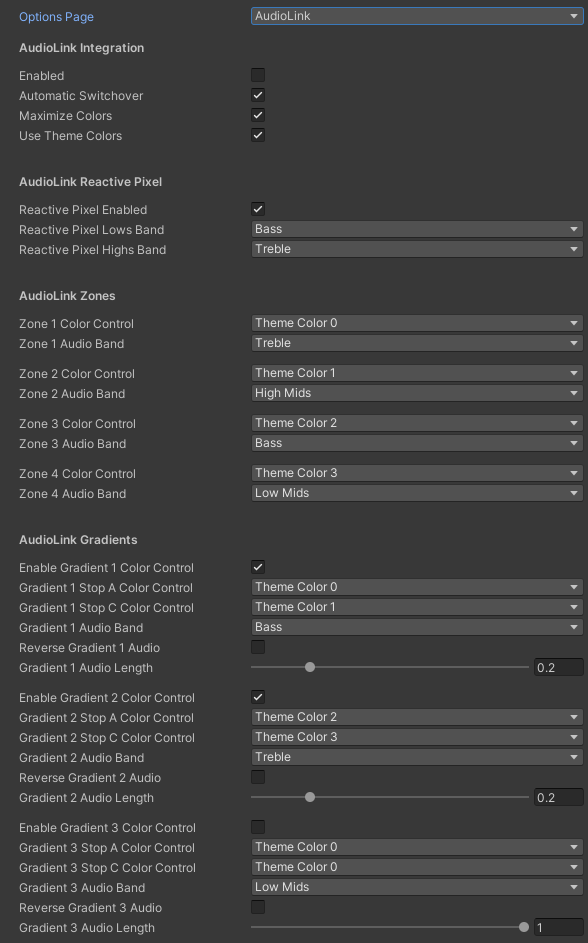 Options Page AudioLink
AudioLink Integration
Enabled
Automatic Switchover
Maximize Colors
Use Theme Colors
AudioLink Reactive Pixel
Reactive Pixel Enabled
Reactive Pixel Lows Band Bass
Reactive Pixel Highs Band Treble
AudioLink Zones
Zone 1 Color Control Theme Color 0
Zone 1 Audio Band Treble
Zone 2 Color Control Theme Color 1
Zone 2 Audio Band High Mids
Zone 3 Color Control Theme Color 2
Zone 3 Audio Band Bass
Zone 4 Color Control Theme Color 3
Zone 4 Audio Band Low Mids
AudioLink Gradients
Enable Gradient 1 Color Control
Gradient 1 Stop A Color Control Theme Color 0
Gradient 1 Stop C Color Control Theme Color 1
Gradient 1 Audio Band Bass
Reverse Gradient 1 Audio
Gradient 1 Audio Length 0.2
Enable Gradient 2 Color Control
Gradient 2 Stop A Color Control Theme Color 2
Gradient 2 Stop C Color Control Theme Color 3
Gradient 2 Audio Band Treble
Reverse Gradient 2 Audio
Gradient 2 Audio Length 0.2
Enable Gradient 3 Color Control
Gradient 3 Stop A Color Control Theme Color 0
Gradient 3 Stop C Color Control Theme Color 0
Gradient 3 Audio Band Low Mids
Reverse Gradient 3 Audio
Gradient 3 Audio Length 1